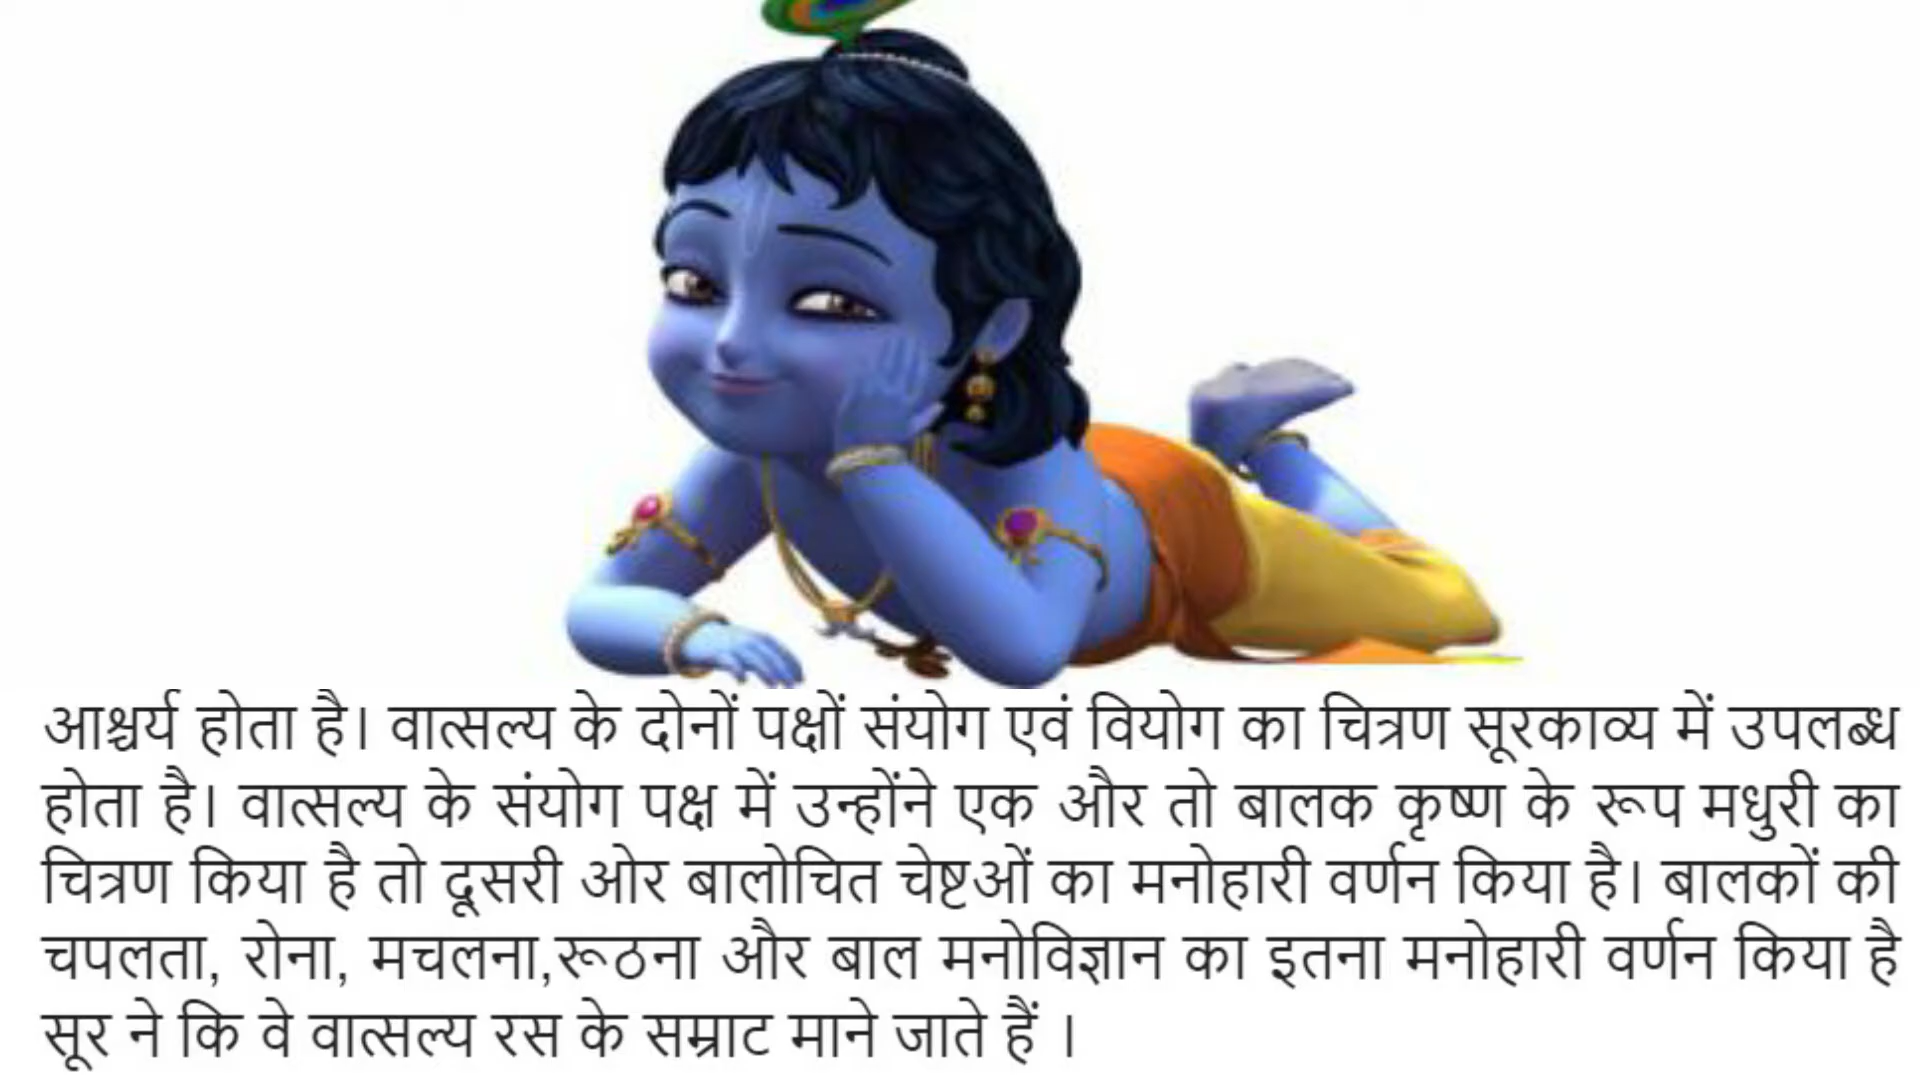 आश्चर्य होता है। वात्सल्य के दोनों पक्षों संयोग एवं वियोग का चित्रण सूरकाव्य में उपलब्ध
होता है। वात्सल्य के संयोग पक्ष में उन्होंने एक और तो बालक कृष्ण के रूप मधुरी का
चित्रण किया है तो दूसरी ओर बालोचित चेष्टओं का मनोहारी वर्णन किया है। बालकों की
चपलता, रोना, मचलना,रूठना और बाल मनोविज्ञान का इतना मनोहारी वर्णन किया है
सूर ने कि वे वात्सल्य रस के सम्राट माने जाते हैं ।